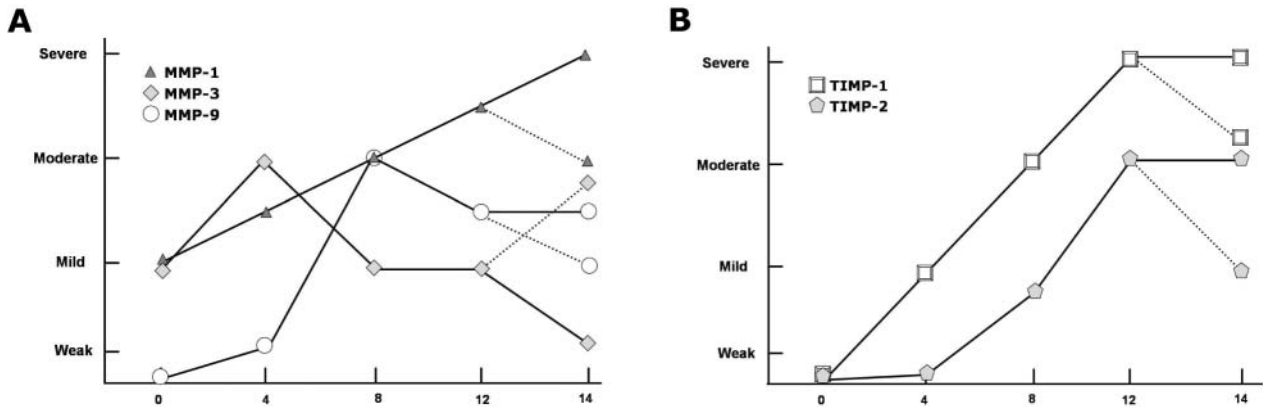 A
Severe
Moderate
Mild
Weak
MMP-1
MMP-3
MMP-9
0 4 8 12 14
B
Severe
Moderate
Mild
Weak
TIMP-1
TIMP-2
0 4 8 12 14